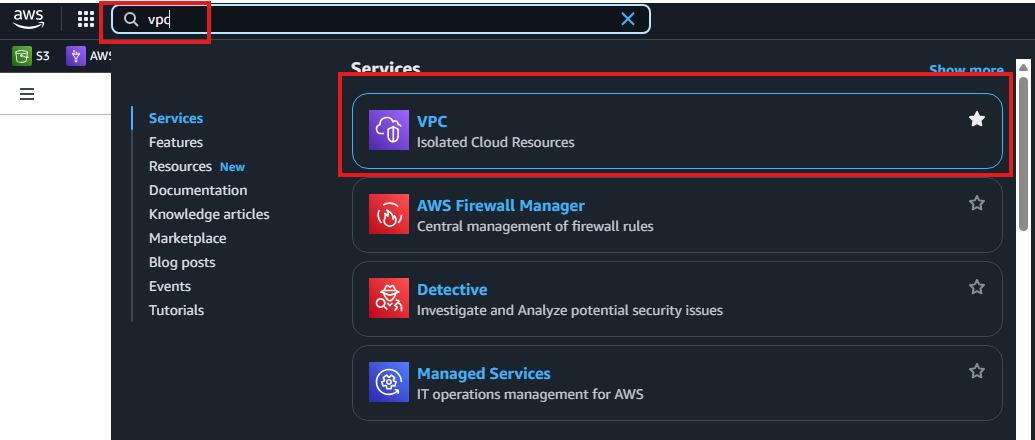 aws
vpc
S3
AWS
Services
Show more
Services
Features
Resources New
Documentation
Knowledge articles
Marketplace
Blog posts
Events
Tutorials
VPC
Isolated Cloud Resources
AWS Firewall Manager
Central management of firewall rules
Detective
Investigate and Analyze potential security issues
Managed Services
IT operations management for AWS